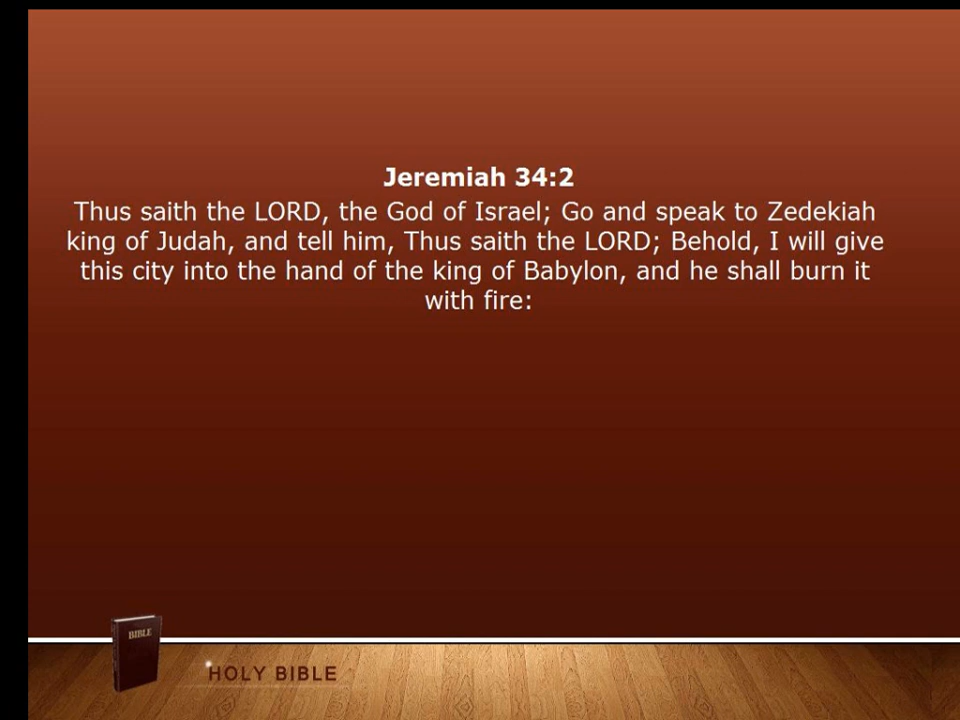 Jeremiah 34:2
Thus saith the LORD, the God of Israel; Go and speak to Zedekiah
king of Judah, and tell him, Thus saith the LORD; Behold, I will give
this city into the hand of the king of Babylon, and he shall burn it
with fire:
BIBLE
HOLY BIBLE